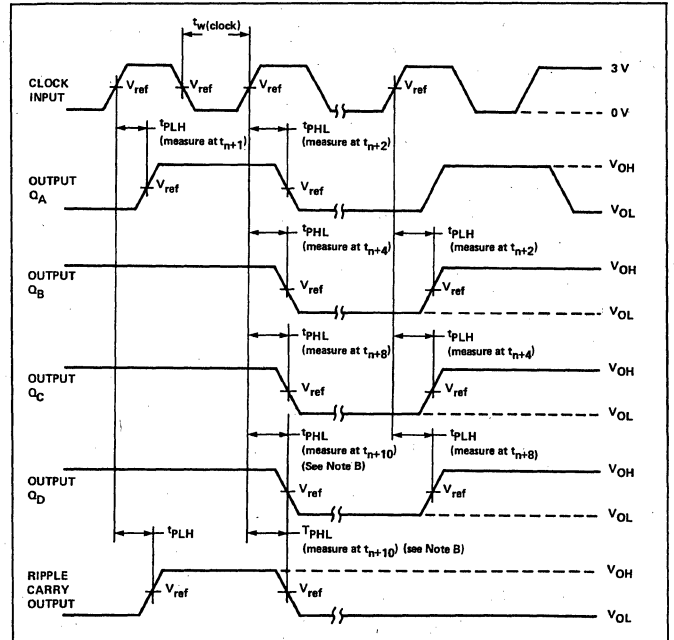 tw(clock)
CLOCK INPUT
Vref
Vref
Vref
Vref
3 V
0 V
tPLH
(measure at tn+1)
tPHL
(measure at tn+2)
OUTPUT QA
Vref
Vref
VOH
VOL
tPHL
(measure at tn+4)
tPLH
(measure at tn+2)
OUTPUT QB
Vref
Vref
VOH
VOL
tPHL
(measure at tn+8)
tPLH
(measure at tn+4)
OUTPUT QC
Vref
Vref
VOH
VOL
tPHL
(measure at tn+10)
(See Note B)
tPLH
(measure at tn+8)
OUTPUT QD
Vref
Vref
VOH
VOL
tPLH
TPHL
(measure at tn+10) (see Note B)
RIPPLE CARRY OUTPUT
Vref
Vref
VOH
VOL